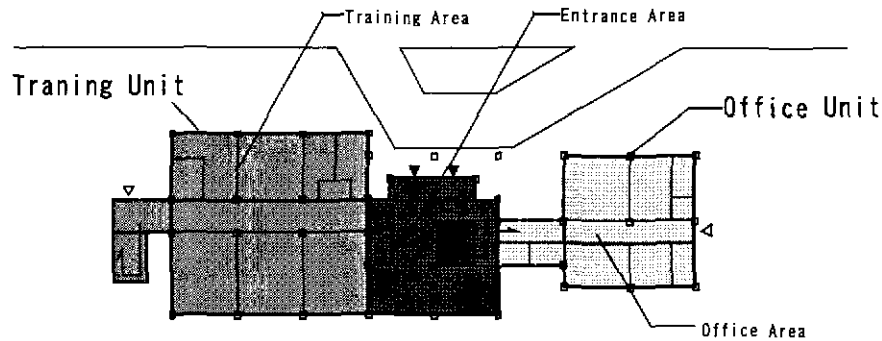 Training Area
Entrance Area
Traning Unit
Office Unit
Office Area